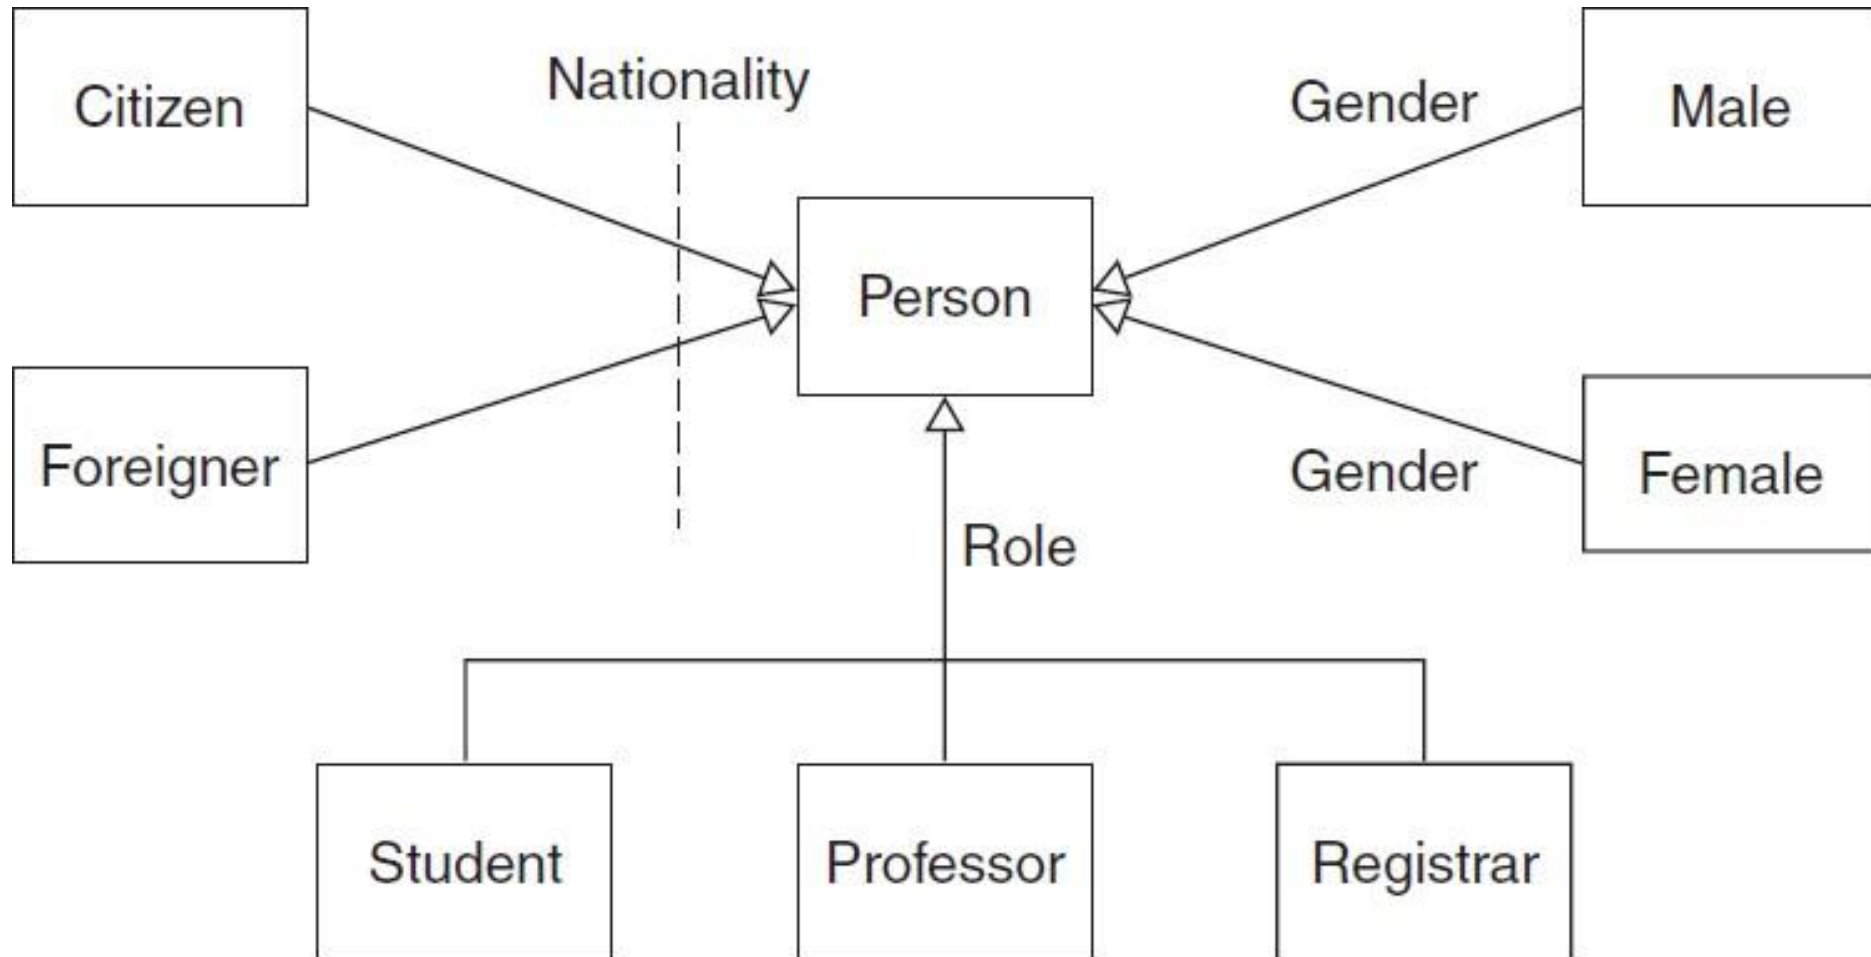 Citizen
Nationality
Gender
Male
Person
Foreigner
Gender
Female
Role
Student
Professor
Registrar